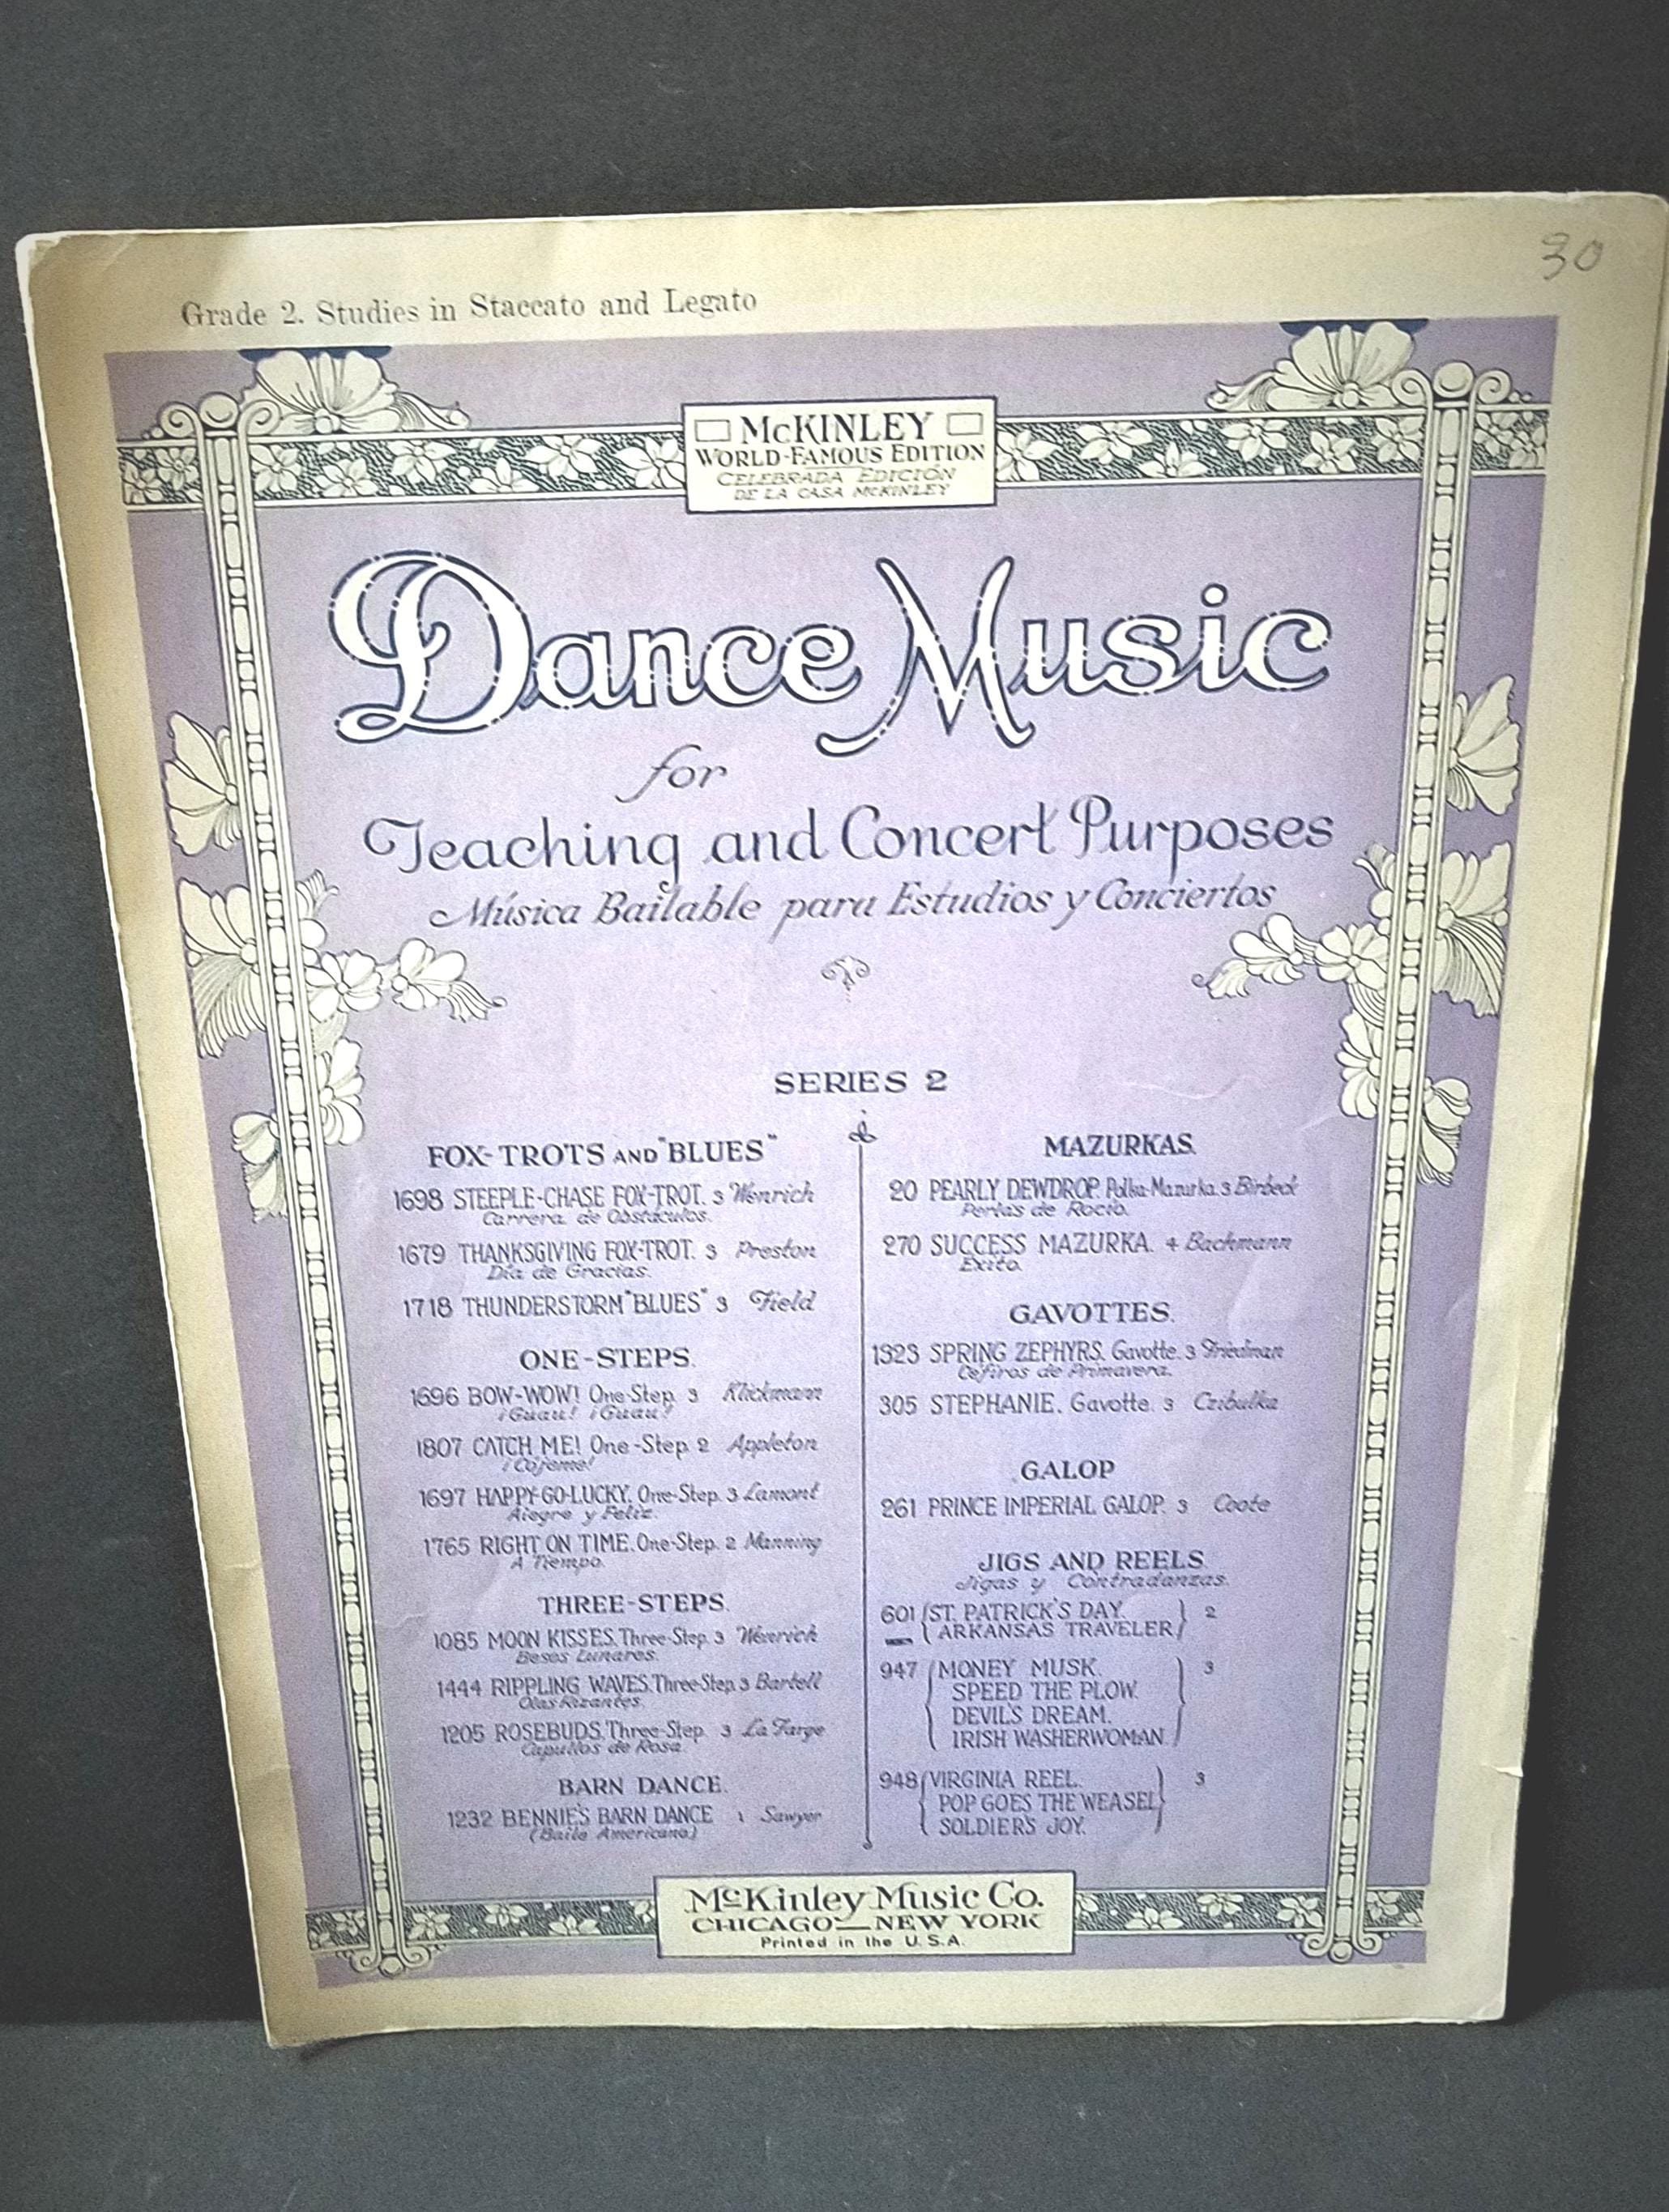 30
Grade 2. Studies in Staccato and Legato
McKINLEY
WORLD-FAMOUS EDITION
CELEBRADA EDICIÓN
DE LA CASA McKINLEY
Dance Music
for
Teaching and Concert Purposes
Música Bailable para Estudios y Conciertos
SERIES 2
FOX-TROTS AND "BLUES"
1698 STEEPLE-CHASE FOX-TROT. 3 Wenrich
Carrera de Obstáculos.
1679 THANKSGIVING FOX-TROT. 3 Preston
Día de Gracias.
1718 THUNDERSTORM "BLUES" 3 Field
ONE-STEPS.
1696 BOW-WOW! One-Step. 3 Klickmann
¡Guau! ¡Guau!
1807 CATCH ME! One-Step. 2 Appleton
¡Cójeme!
1697 HAPPY-GO-LUCKY. One-Step. 3 Lamont
Alegre y Feliz.
1765 RIGHT ON TIME. One-Step. 2 Manning
A Tiempo.
THREE-STEPS.
1085 MOON KISSES. Three-Step. 3 Wenrich
Besos Lunares.
1444 RIPPLING WAVES. Three-Step. 3 Bartell
Olas Rizantes.
1205 ROSEBUDS. Three-Step. 3 La Farge
Capullos de Rosa.
BARN DANCE.
1232 BENNIE'S BARN DANCE 1 Sawyer
(Baile Americano)
MAZURKAS.
20 PEARLY DEWDROP. Polka-Mazurka. 3 Birbeck
Perlas de Rocío.
270 SUCCESS MAZURKA. 4 Bachmann
Exito.
GAVOTTES.
1323 SPRING ZEPHYRS. Gavotte. 3 Friedman
Céfiros de Primavera.
305 STEPHANIE. Gavotte. 3 Czibulka
GALOP
261 PRINCE IMPERIAL GALOP. 3 Coote
JIGS AND REELS
Jigas y Contradanzas.
601 ST. PATRICK'S DAY. 2
ARKANSAS TRAVELER
947 MONEY MUSK. 3
SPEED THE PLOW.
DEVIL'S DREAM.
IRISH WASHERWOMAN.
948 VIRGINIA REEL. 3
POP GOES THE WEASEL
SOLDIER'S JOY.
McKinley Music Co.
CHICAGO—NEW YORK
Printed in the U.S.A.